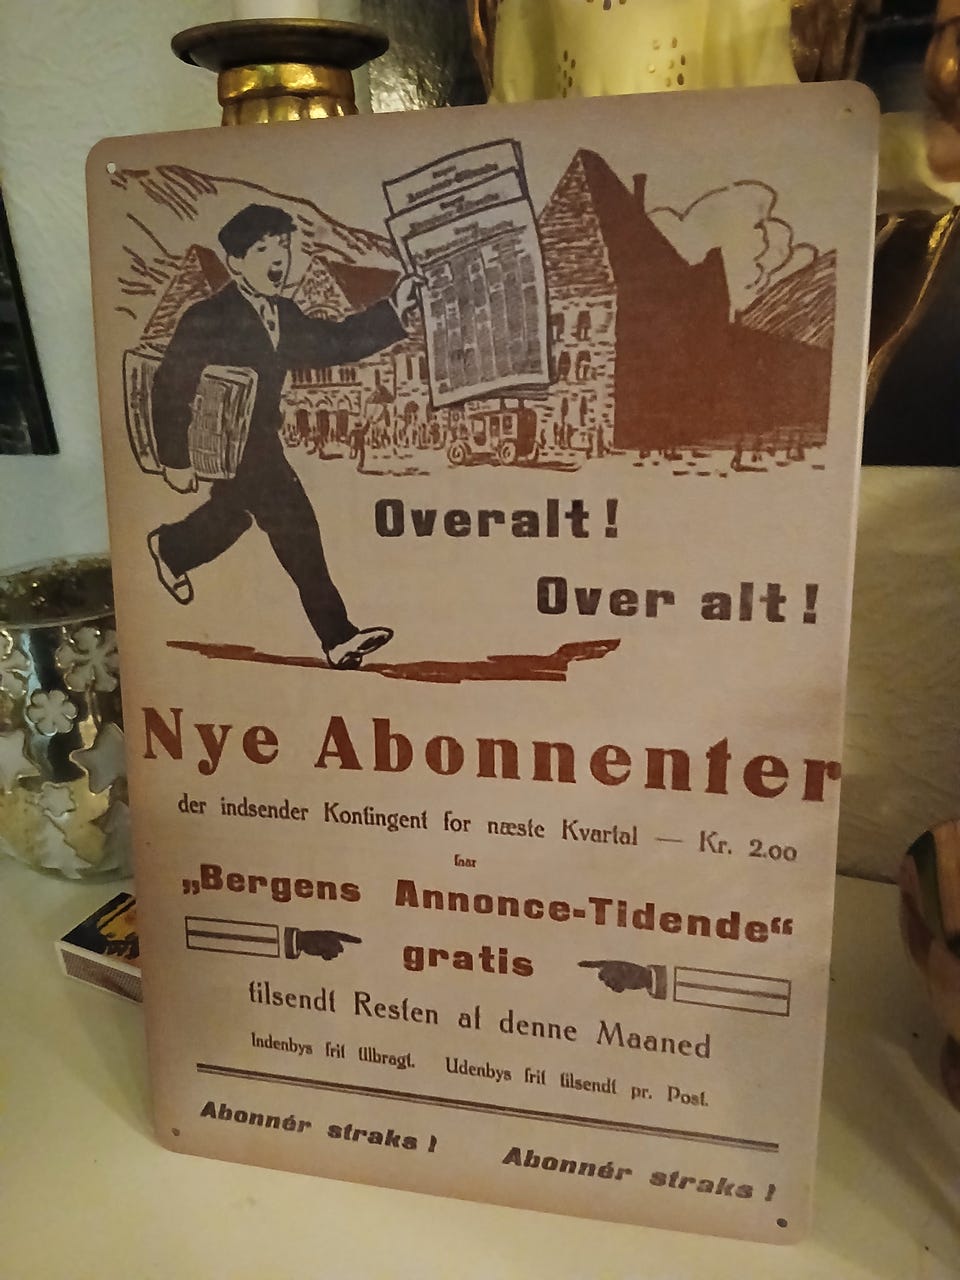 Overalt!
Over alt!
Nye Abonnenter
der indsender Kontingent for næste Kvartal — Kr. 2.00
faar
„Bergens Annonce-Tidende“
gratis
tilsendt Resten af denne Maaned
Indenbys frit tilbragt. Udenbys frit tilsendt pr. Post.
Abonnér straks! Abonnér straks!